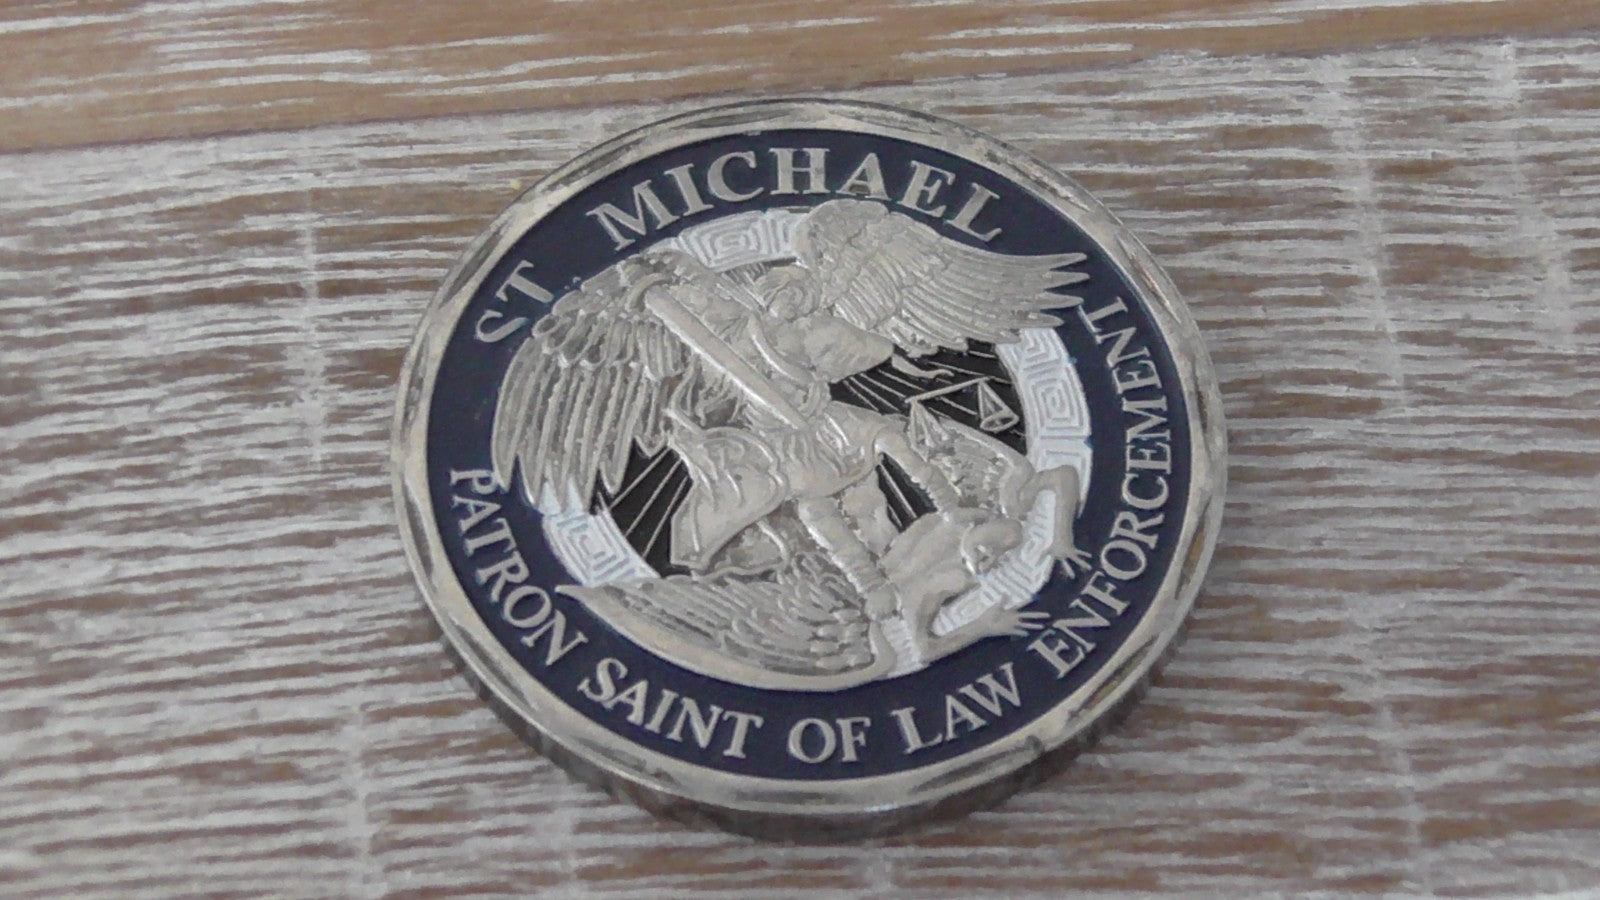 ST MICHAEL
PATRON SAINT OF LAW ENFORCEMENT